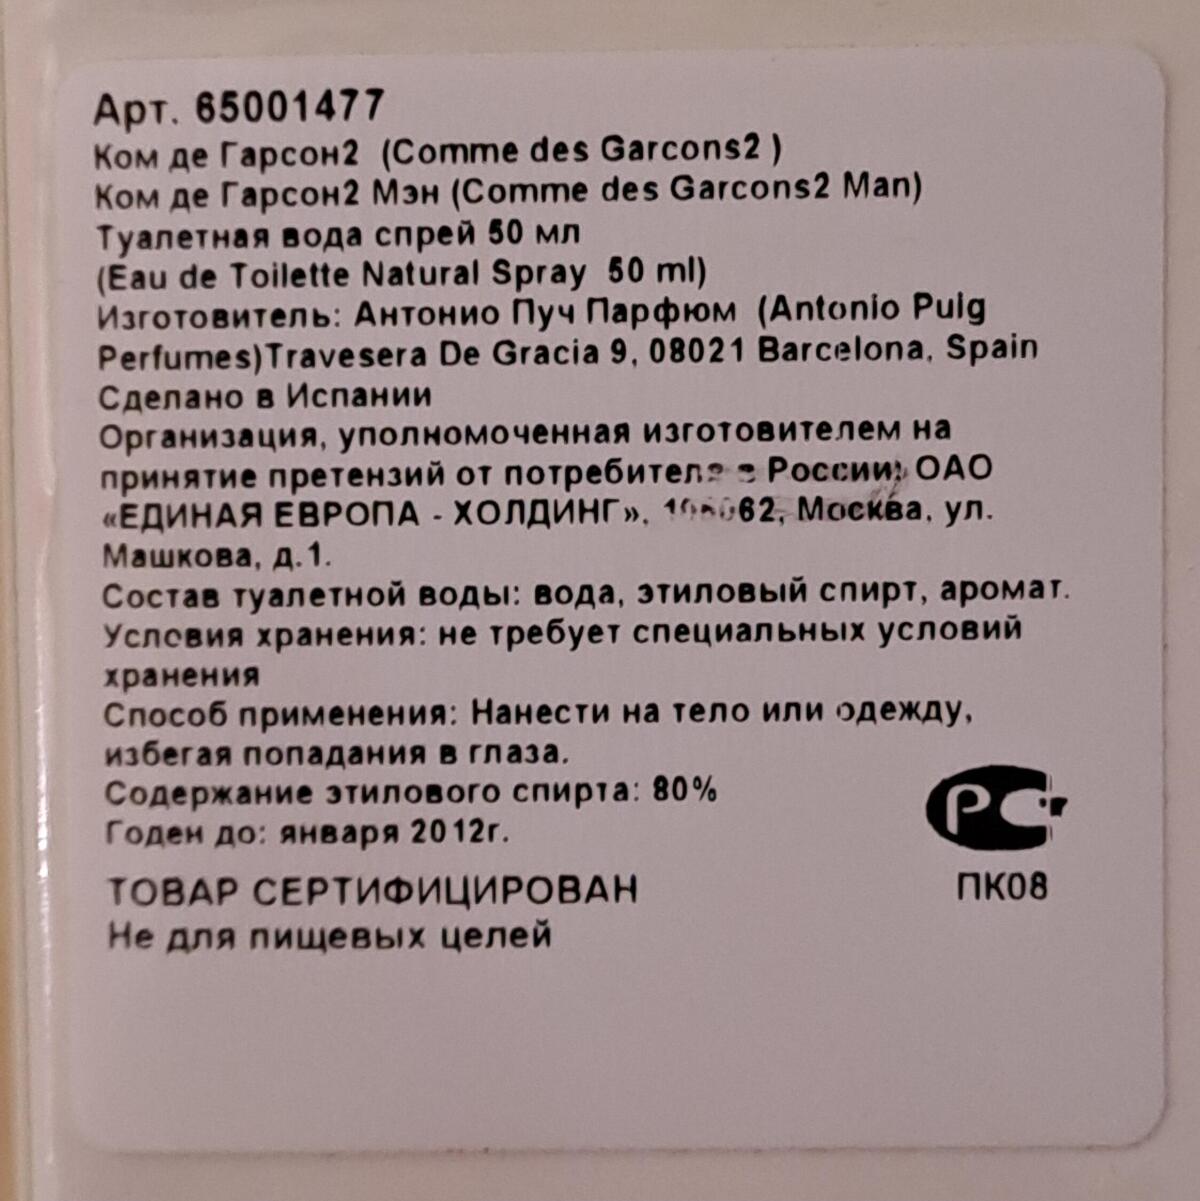 Арт. 65001477
Ком де Гарсон2 (Comme des Garcons2 )
Ком де Гарсон2 Мэн (Comme des Garcons2 Man)
Туалетная вода спрей 50 мл
(Eau de Toilette Natural Spray 50 ml)
Изготовитель: Антонио Пуч Парфюм (Antonio Puig
Perfumes)Travesera De Gracia 9, 08021 Barcelona, Spain
Сделано в Испании
Организация, уполномоченная изготовителем на
принятие претензий от России: ОАО
«ЕДИНАЯ ЕВРОПА - ХОЛДИНГ», Москва, ул.
Машкова, д.1.
Состав туалетной воды: вода, этиловый спирт, аромат.
Условия хранения: не требует специальных условий
хранения
Способ применения: Нанести на тело или одежду,
избегая попадания в глаза.
Содержание этилового спирта: 80%
Годен до: января 2012г.
РСТ
ПК08
ТОВАР СЕРТИФИЦИРОВАН
Не для пищевых целей